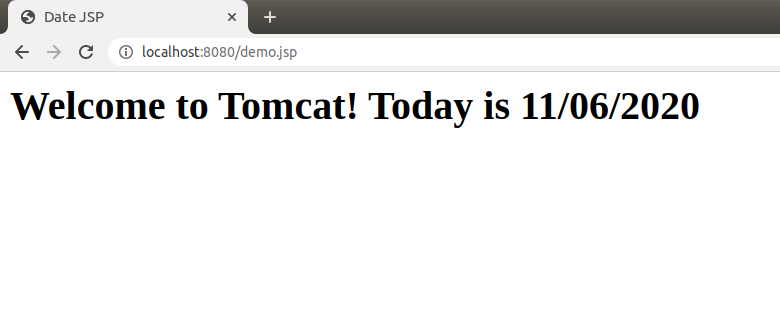 Date JSP
localhost:8080/demo.jsp
Welcome to Tomcat! Today is 11/06/2020